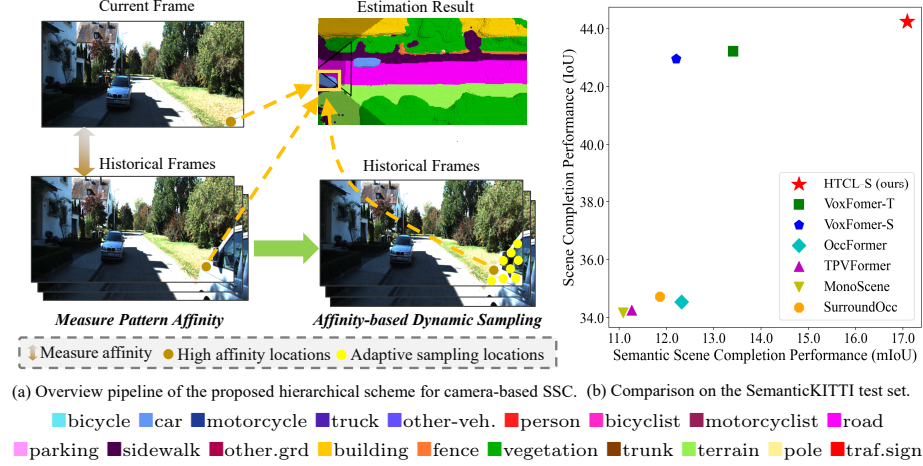 Current Frame
Estimation Result
Historical Frames
Historical Frames
Measure Pattern Affinity
Affinity-based Dynamic Sampling
Measure affinity
High affinity locations
Adaptive sampling locations
(a) Overview pipeline of the proposed hierarchical scheme for camera-based SSC.
Scene Completion Performance (IoU)
44.0
42.0
40.0
38.0
36.0
34.0
HTCL-S (ours)
VoxFomer-T
VoxFomer-S
OccFormer
TPVFormer
MonoScene
SurroundOcc
11.0 12.0 13.0 14.0 15.0 16.0 17.0
Semantic Scene Completion Performance (mIoU)
(b) Comparison on the SemanticKITTI test set.
bicycle car motorcycle truck other-veh. person bicyclist motorcyclist road
parking sidewalk other.grd building fence vegetation trunk terrain pole traf.sign